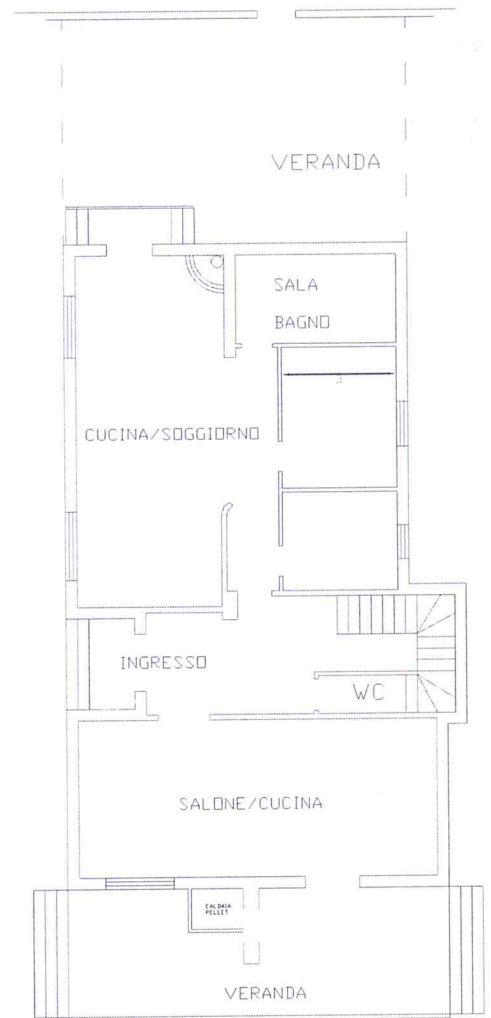 VERANDA
SALA
BAGNO
CUCINA/SOGGIORNO
INGRESSO
WC
SALONE/CUCINA
CALDAIA
PELLET
VERANDA